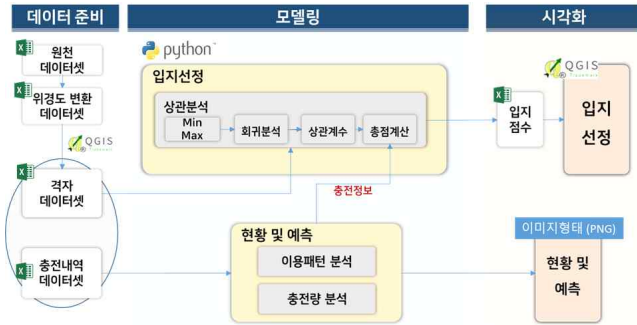 데이터 준비
모델링
시각화
원천
데이터셋
위경도 변환
데이터셋
QGIS
격자
데이터셋
충전내역
데이터셋
python
입지선정
상관분석
Min
Max
회귀분석
상관계수
총점계산
충전정보
현황 및 예측
이용패턴 분석
충전량 분석
입지
점수
QGIS
입지
선정
이미지형태 (PNG)
현황 및
예측